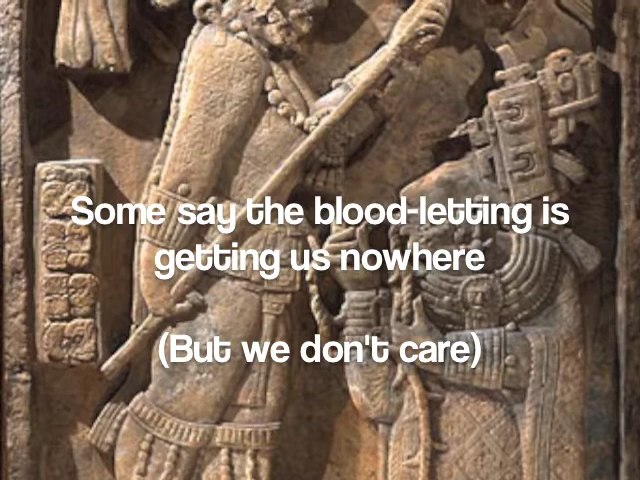 Some say the blood-letting is
getting us nowhere
(But we don't care)